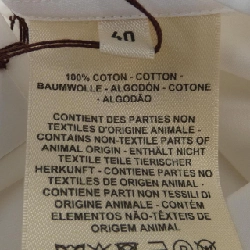 40
100% COTON - COTTON -
BAUMWOLLE - ALGODÓN - COTONE
- ALGODÃO
CONTIENT DES PARTIES NON
TEXTILES D'ORIGINE ANIMALE -
CONTAINS NON-TEXTILE PARTS OF
ANIMAL ORIGIN - ENTHÄLT NICHT
TEXTILE TEILE TIERISCHER
HERKUNFT - CONTIENE PARTES NO
TEXTILES DE ORIGEN ANIMAL -
CONTIENE PARTI NON TESSILI DI
ORIGINE ANIMALE - CONTÉM
ELEMENTOS NÃO-TÊXTEIS DE
ORIGEM ANIMAL